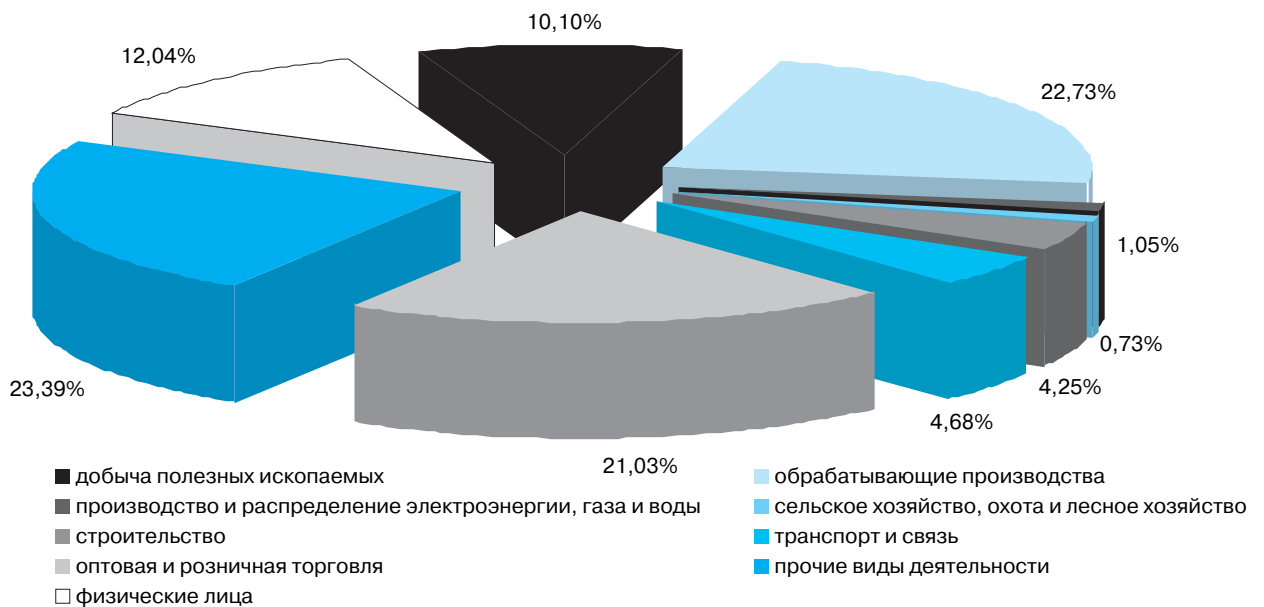 10,10%
12,04%
22,73%
1,05%
0,73%
23,39%
4,25%
4,68%
21,03%
добыча полезных ископаемых
обрабатывающие производства
производство и распределение электроэнергии, газа и воды
сельское хозяйство, охота и лесное хозяйство
строительство
транспорт и связь
оптовая и розничная торговля
прочие виды деятельности
физические лица